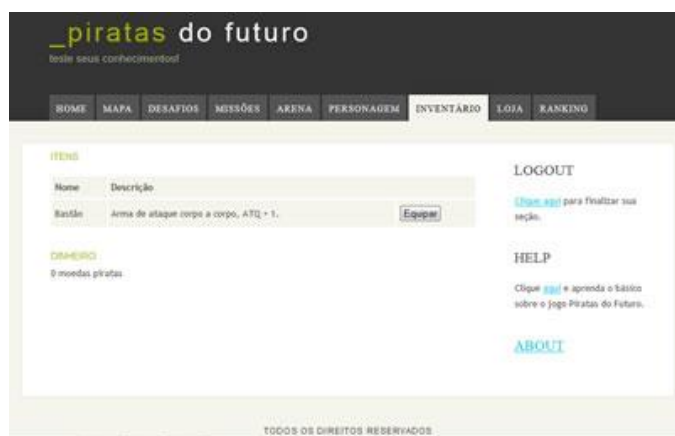 _piratas do futuro
teste seus conhecimentos!
HOME MAPA DESAFIOS MISSÕES ARENA PERSONAGEM INVENTÁRIO LOJA RANKING
ITENS
Nome Descrição
Bastão Arma de ataque corpo a corpo, ATQ + 1. Equipar
DINHEIRO
0 moedas piratas
LOGOUT
Clique aqui para finalizar sua
seção.
HELP
Clique aqui e aprenda o básico
sobre o jogo Piratas do Futuro.
ABOUT
TODOS OS DIREITOS RESERVADOS